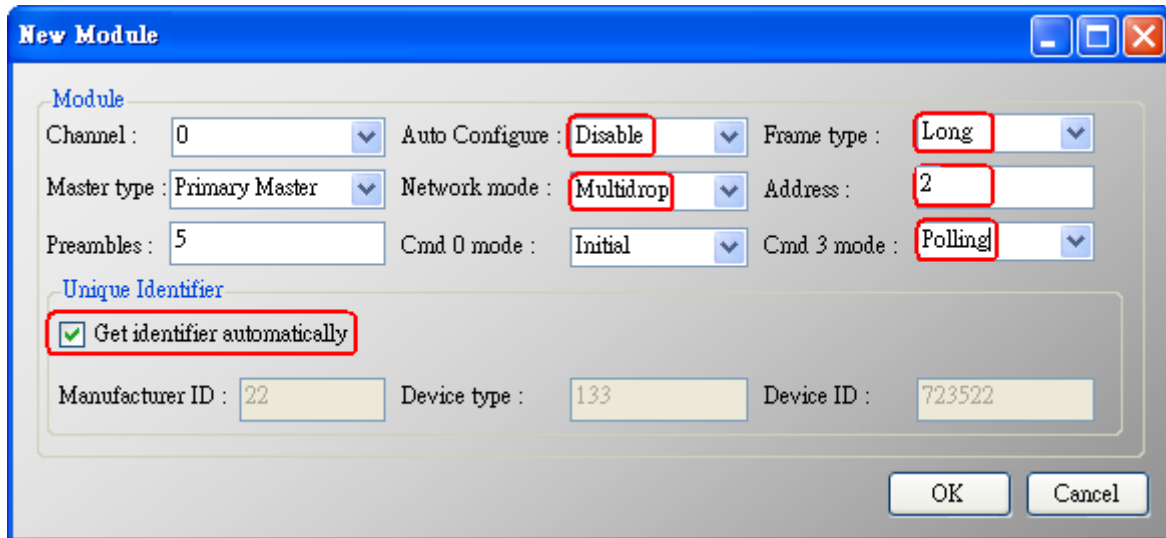 New Module
Module
Channel : 0 Auto Configure : Disable Frame type : Long
Master type : Primary Master Network mode : Multidrop Address : 2
Preambles : 5 Cmd 0 mode : Initial Cmd 3 mode : Polling
Unique Identifier
Get identifier automatically
Manufacturer ID : 22 Device type : 133 Device ID : 723522
OK Cancel